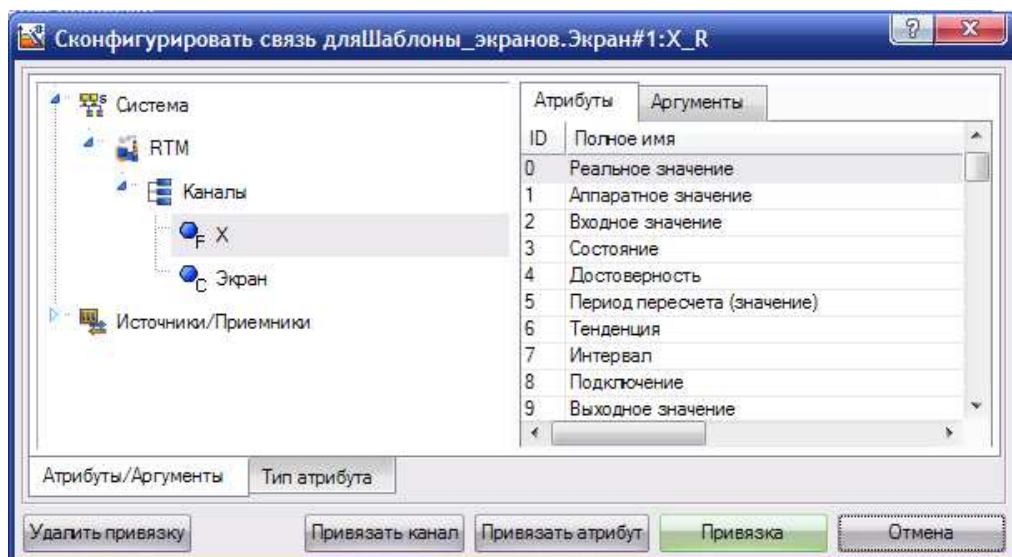 Сконфигурировать связь дляШаблоны_экранов.Экран#1:X_R
Система
RTM
Каналы
F X
C Экран
Источники/Приемники
Атрибуты Аргументы
ID Полное имя
0 Реальное значение
1 Аппаратное значение
2 Входное значение
3 Состояние
4 Достоверность
5 Период пересчета (значение)
6 Тенденция
7 Интервал
8 Подключение
9 Выходное значение
Атрибуты/Аргументы Тип атрибута
Удалить привязку Привязать канал Привязать атрибут Привязка Отмена